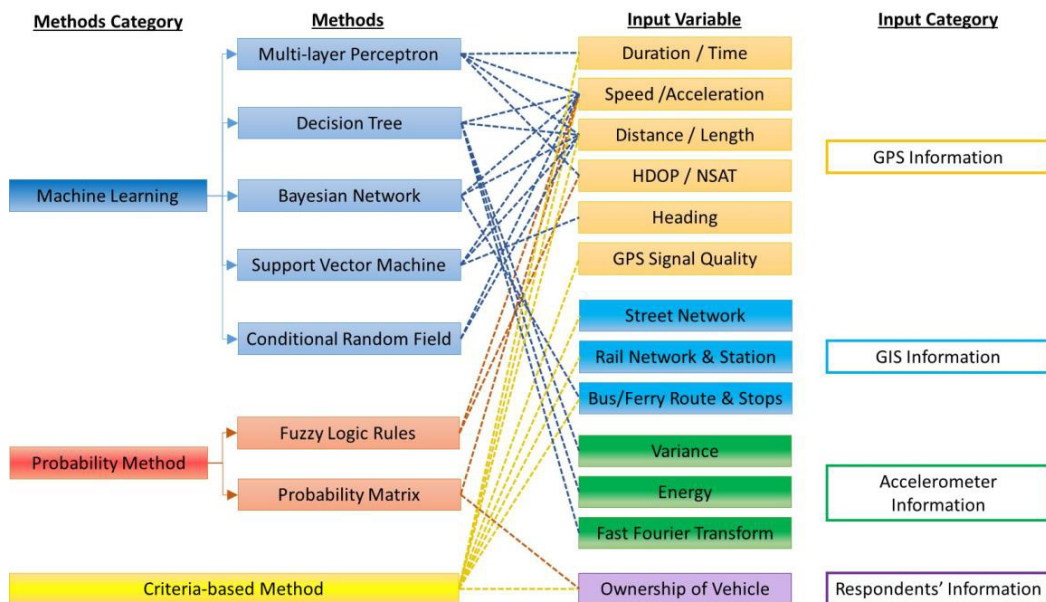 Methods Category
Methods
Input Variable
Input Category
Machine Learning
Probability Method
Criteria-based Method
Multi-layer Perceptron
Decision Tree
Bayesian Network
Support Vector Machine
Conditional Random Field
Fuzzy Logic Rules
Probability Matrix
Duration / Time
Speed /Acceleration
Distance / Length
HDOP / NSAT
Heading
GPS Signal Quality
Street Network
Rail Network & Station
Bus/Ferry Route & Stops
Variance
Energy
Fast Fourier Transform
Ownership of Vehicle
GPS Information
GIS Information
Accelerometer
Information
Respondents’ Information